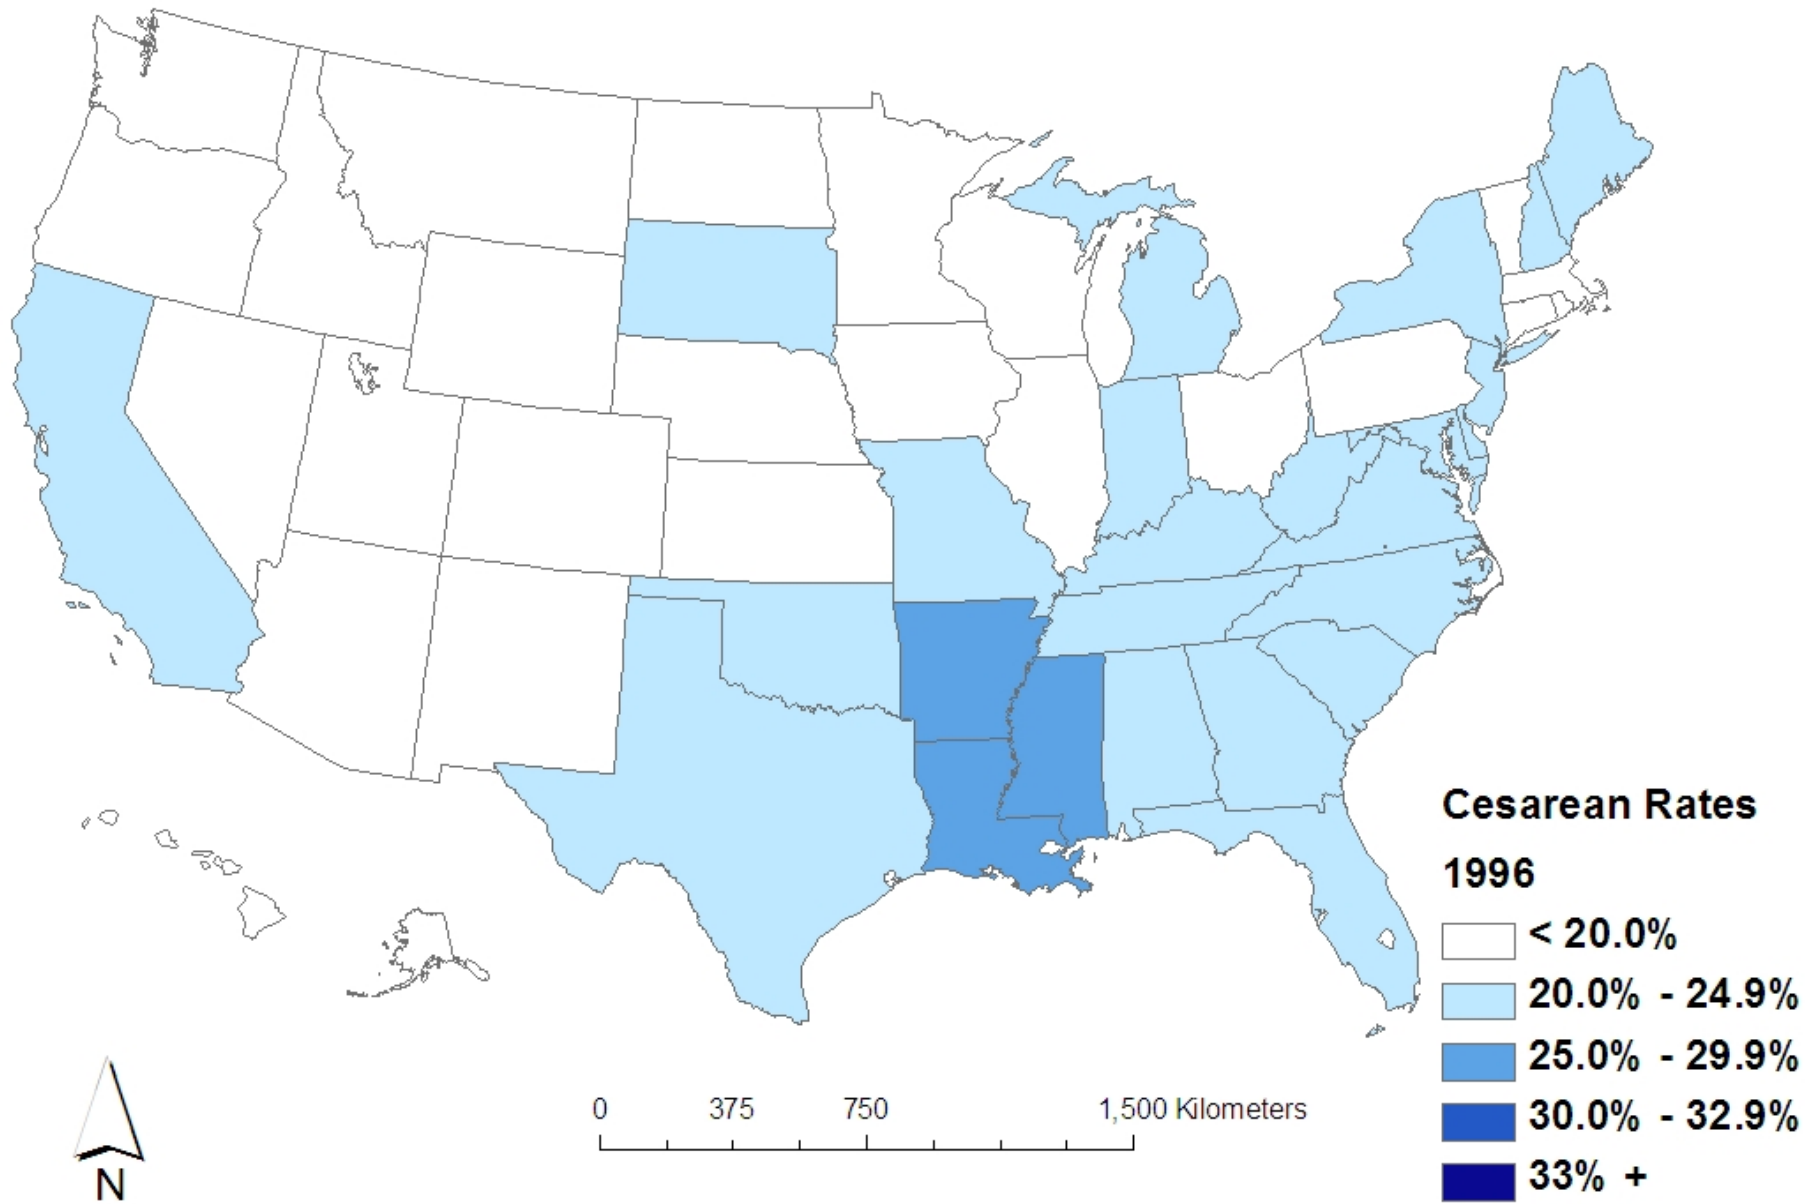 Cesarean Rates
1996
< 20.0%
20.0% - 24.9%
25.0% - 29.9%
30.0% - 32.9%
33% +
0 375 750 1,500 Kilometers
N